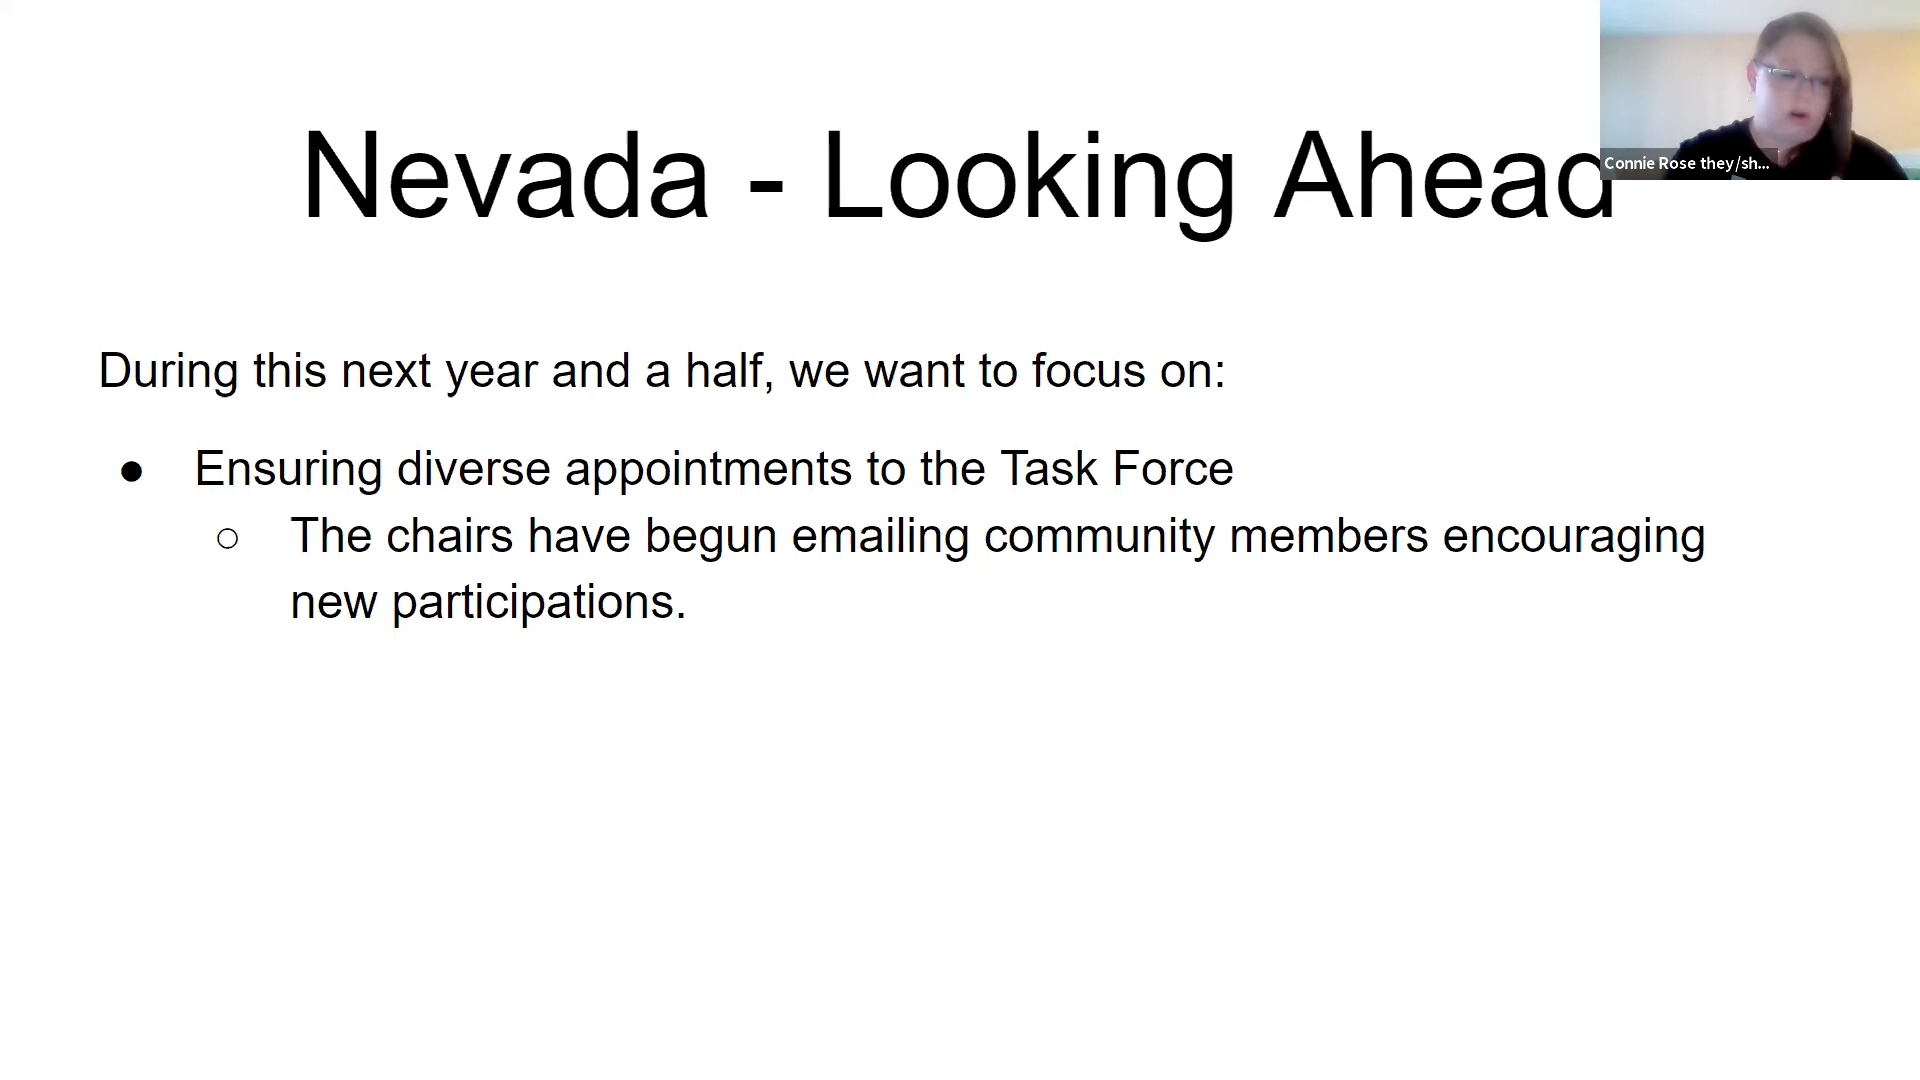 Nevada - Looking Ahead
Connie Rose they/sh...
During this next year and a half, we want to focus on:
● Ensuring diverse appointments to the Task Force
○ The chairs have begun emailing community members encouraging
new participations.